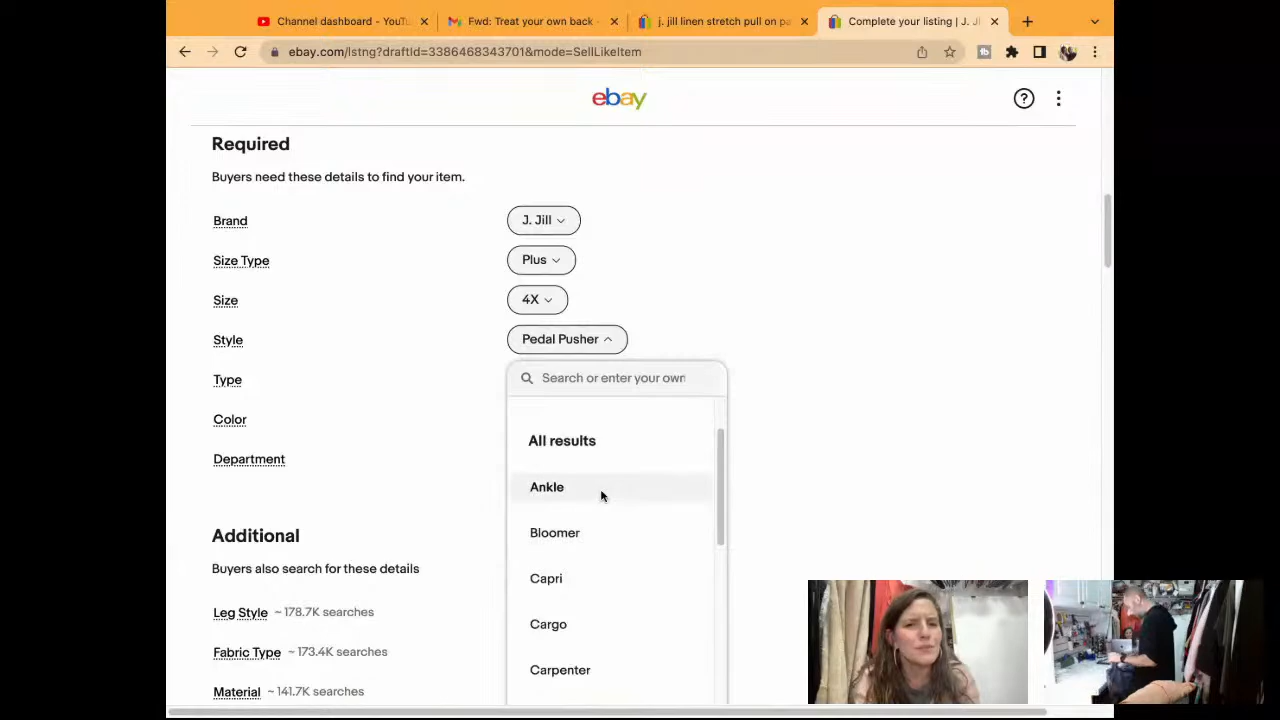 Channel dashboard - YouTu
Fwd: Treat your own back -
j. jill linen stretch pull on pa
Complete your listing | J. Ji
ebay.com/lstng?draftId=3386468343701&mode=SellLikeItem
ebay
Required
Buyers need these details to find your item.
Brand
J. Jill
Size Type
Plus
Size
4X
Style
Pedal Pusher
Search or enter your own
Type
Color
All results
Department
Ankle
Bloomer
Additional
Buyers also search for these details
Capri
Leg Style ~ 178.7K searches
Cargo
Fabric Type ~ 173.4K searches
Carpenter
Material ~ 141.7K searches